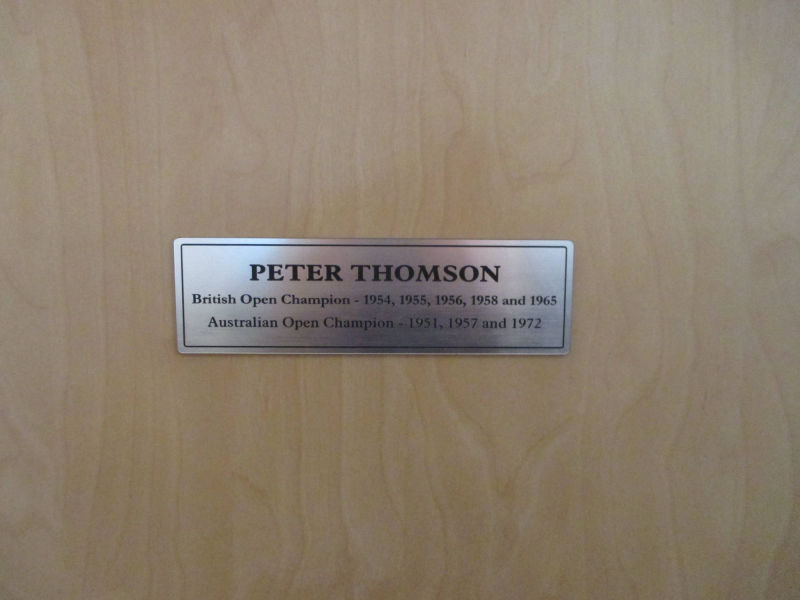 PETER THOMSON
British Open Champion - 1954, 1955, 1956, 1958 and 1965
Australian Open Champion - 1951, 1957 and 1972